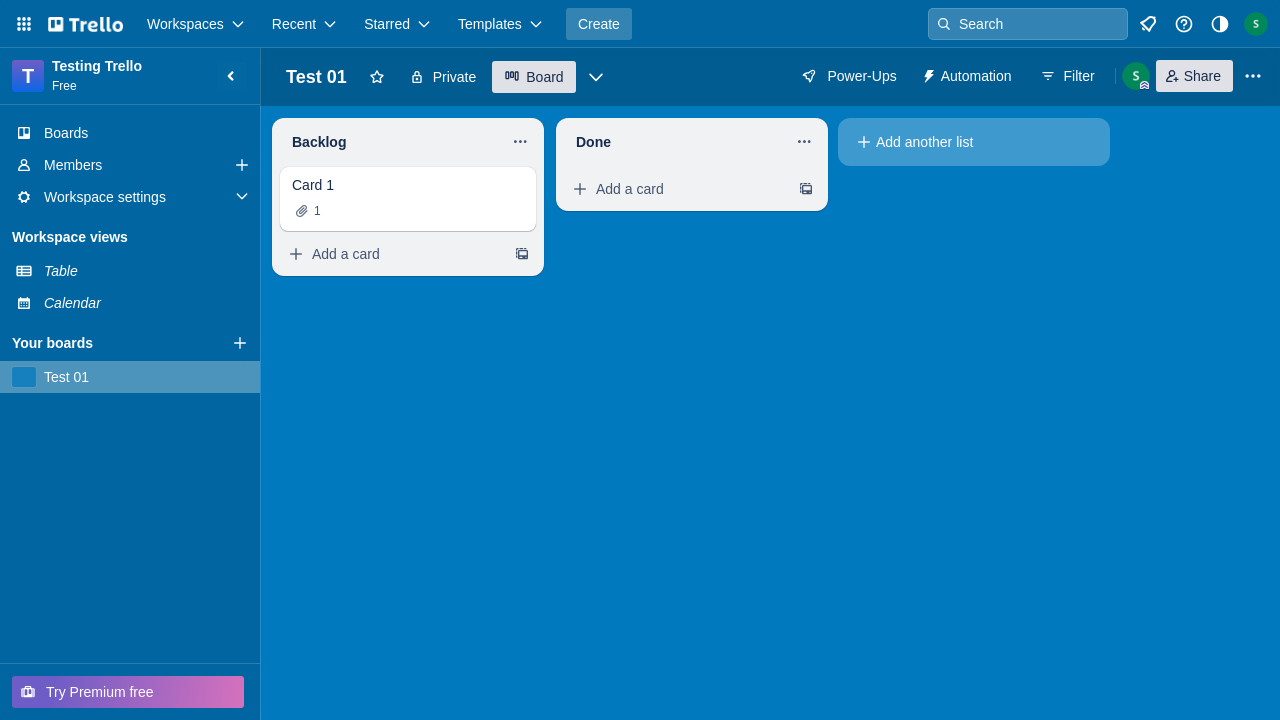 Trello
Workspaces
Recent
Starred
Templates
Create
Search
S
T
Testing Trello
Free
Test 01
Private
Board
Power-Ups
Automation
Filter
S
Share
Boards
Members
Workspace settings
Workspace views
Table
Calendar
Your boards
Test 01
Try Premium free
Backlog
Card 1
1
Add a card
Done
Add a card
Add another list